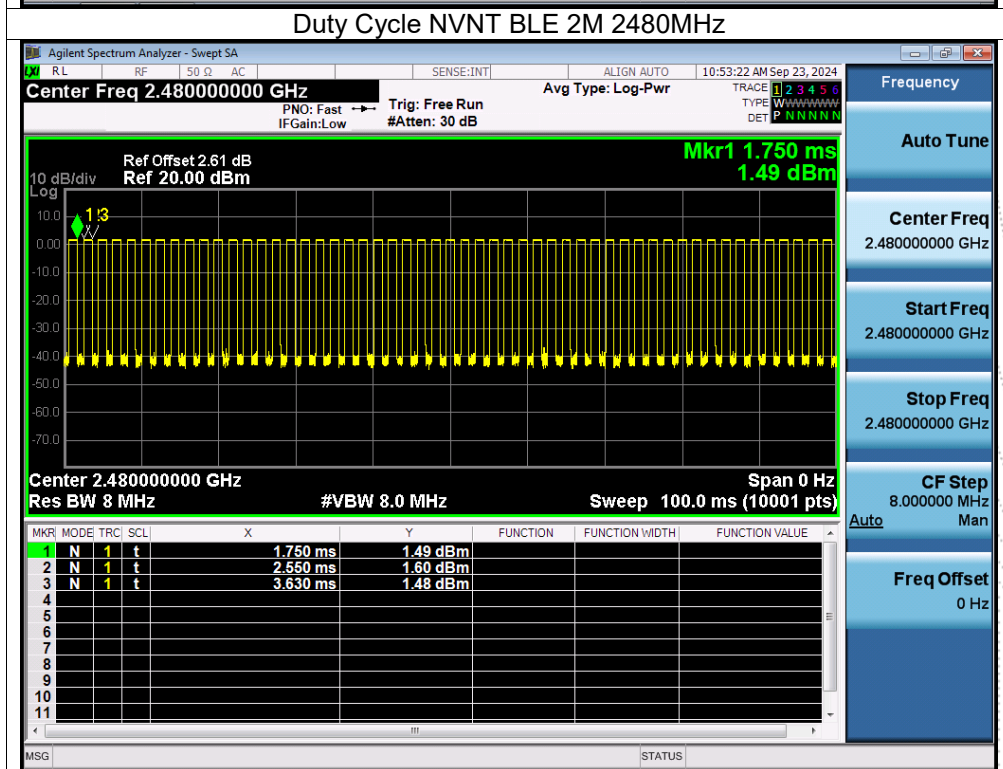 Duty Cycle NVNT BLE 2M 2480MHz
Agilent Spectrum Analyzer - Swept SA
LXI RL RF 50 Ω AC SENSE:INT ALIGN AUTO 10:53:22 AM Sep 23, 2024
Center Freq 2.480000000 GHz
PNO: Fast
IFGain:Low
Trig: Free Run
#Atten: 30 dB
Avg Type: Log-Pwr
TRACE 1 2 3 4 5 6
TYPE W
DET P N N N N N
Frequency
Auto Tune
Mkr1 1.750 ms
1.49 dBm
Ref Offset 2.61 dB
10 dB/div Ref 20.00 dBm
Log
10.0
0.00
-10.0
-20.0
-30.0
-40.0
-50.0
-60.0
-70.0
1 3
Center Freq
2.480000000 GHz
Start Freq
2.480000000 GHz
Stop Freq
2.480000000 GHz
CF Step
8.000000 MHz
Auto Man
Freq Offset
0 Hz
Center 2.480000000 GHz Span 0 Hz
Res BW 8 MHz #VBW 8.0 MHz Sweep 100.0 ms (10001 pts)
MKR MODE TRC SCL X Y FUNCTION FUNCTION WIDTH FUNCTION VALUE
1 N 1 t 1.750 ms 1.49 dBm
2 N 1 t 2.550 ms 1.60 dBm
3 N 1 t 3.630 ms 1.48 dBm
4
5
6
7
8
9
10
11
MSG STATUS